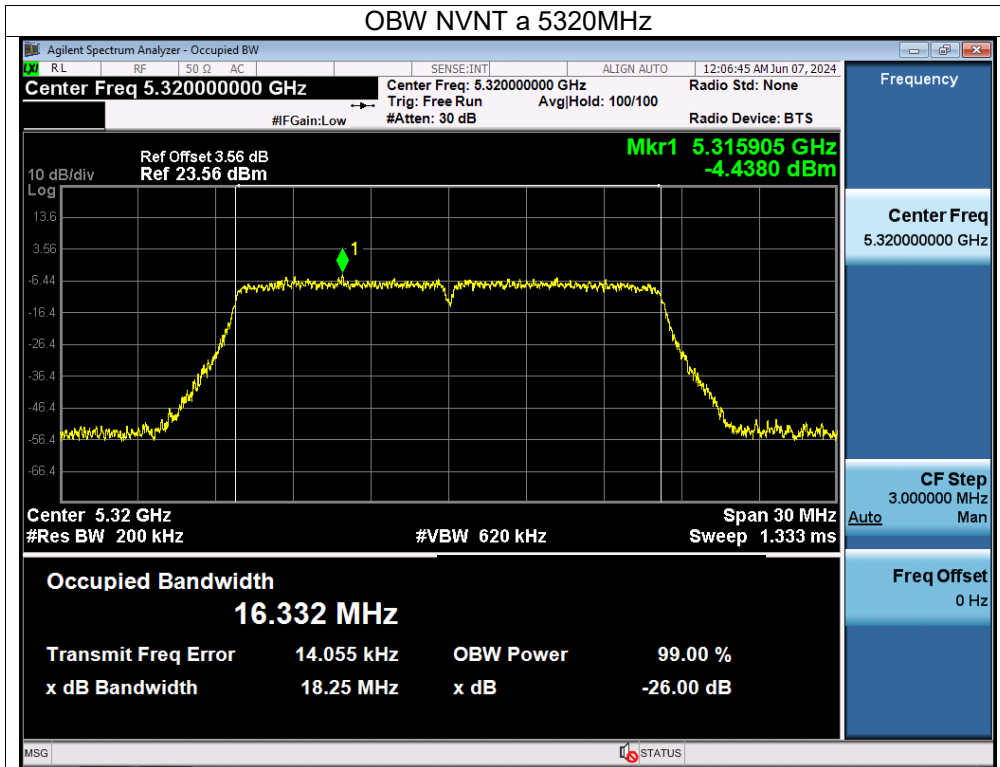 OBW NVNT a 5320MHz
Agilent Spectrum Analyzer - Occupied BW
LXI RL RF 50 Ω AC SENSE:INT ALIGN AUTO 12:06:45 AM Jun 07, 2024
Center Freq 5.320000000 GHz
Center Freq: 5.320000000 GHz Radio Std: None
Trig: Free Run Avg|Hold: 100/100
#IFGain:Low #Atten: 30 dB Radio Device: BTS
Frequency
Mkr1 5.315905 GHz
-4.4380 dBm
Ref Offset 3.56 dB
10 dB/div Ref 23.56 dBm
Log
13.6
3.56
-6.44
-16.4
-26.4
-36.4
-46.4
-56.4
-66.4
1
Center 5.32 GHz Span 30 MHz
#Res BW 200 kHz #VBW 620 kHz Sweep 1.333 ms
Occupied Bandwidth
16.332 MHz
Transmit Freq Error 14.055 kHz OBW Power 99.00 %
x dB Bandwidth 18.25 MHz x dB -26.00 dB
Center Freq
5.320000000 GHz
CF Step
3.000000 MHz
Auto Man
Freq Offset
0 Hz
MSG STATUS